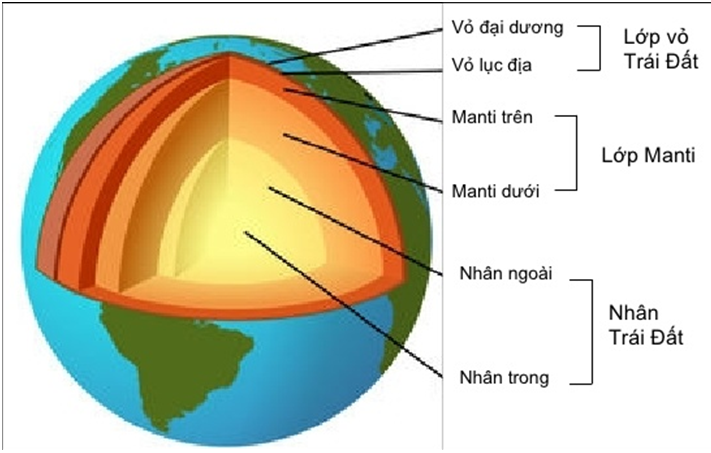 Vỏ đại dương
Vỏ lục địa
Lớp vỏ
Trái Đất
Manti trên
Manti dưới
Lớp Manti
Nhân ngoài
Nhân trong
Nhân
Trái Đất